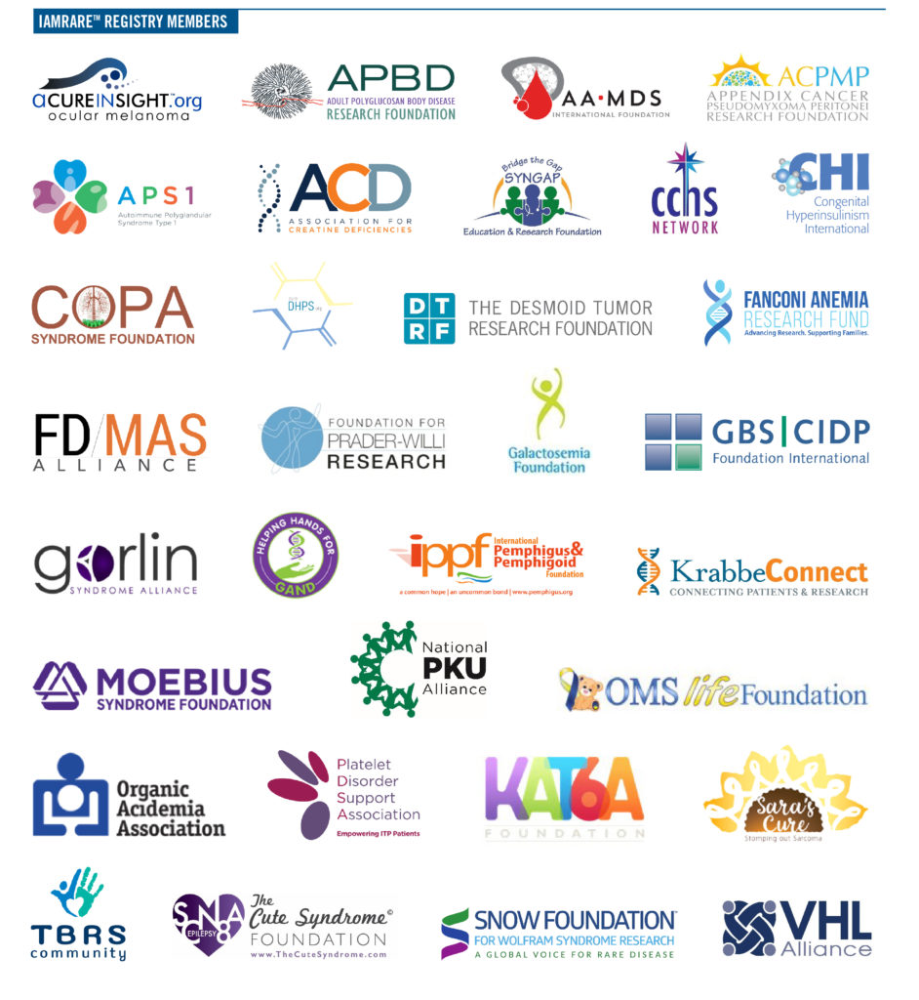 IAMRARE™ REGISTRY MEMBERS
aCUREINSIGHT™.org
ocular melanoma
APBD
ADULT POLYGLUCOSAN BODY DISEASE
RESEARCH FOUNDATION
AA·MDS
INTERNATIONAL FOUNDATION
ACPMP
APPENDIX CANCER
PSEUDOMYXOMA PERITONEI
RESEARCH FOUNDATION
APS1
Autoimmune Polyglandular
Syndrome Type 1
ACD
ASSOCIATION FOR
CREATINE DEFICIENCIES
Bridge the Gap
SYNGAP
Education & Research Foundation
cchs
NETWORK
CHI
Congenital
Hyperinsulinism
International
COPA
SYNDROME FOUNDATION
DHPS
DT
RF
THE DESMOID TUMOR
RESEARCH FOUNDATION
FANCONI ANEMIA
RESEARCH FUND
Advancing Research. Supporting Families.
FD/MAS
ALLIANCE
FOUNDATION FOR
PRADER-WILLI
RESEARCH
Galactosemia
Foundation
GBS|CIDP
Foundation International
gorlin
SYNDROME ALLIANCE
HELPING HANDS FOR
GAND
ippf
International
Pemphigus&
Pemphigoid
Foundation
a common hope | an uncommon bond | www.pemphigus.org
KrabbeConnect
CONNECTING PATIENTS & RESEARCH
MOEBIUS
SYNDROME FOUNDATION
National
PKU
Alliance
OMS life Foundation
Organic
Acidemia
Association
Platelet
Disorder
Support
Association
Empowering ITP Patients
KAT6A
FOUNDATION
Sara's
Cure
Stomping out Sarcoma
TBRS
community
SCN8A
EPILEPSY
The
Cute Syndrome©
FOUNDATION
www.TheCuteSyndrome.com
SNOW FOUNDATION™
FOR WOLFRAM SYNDROME RESEARCH
A GLOBAL VOICE FOR RARE DISEASE
VHL
Alliance